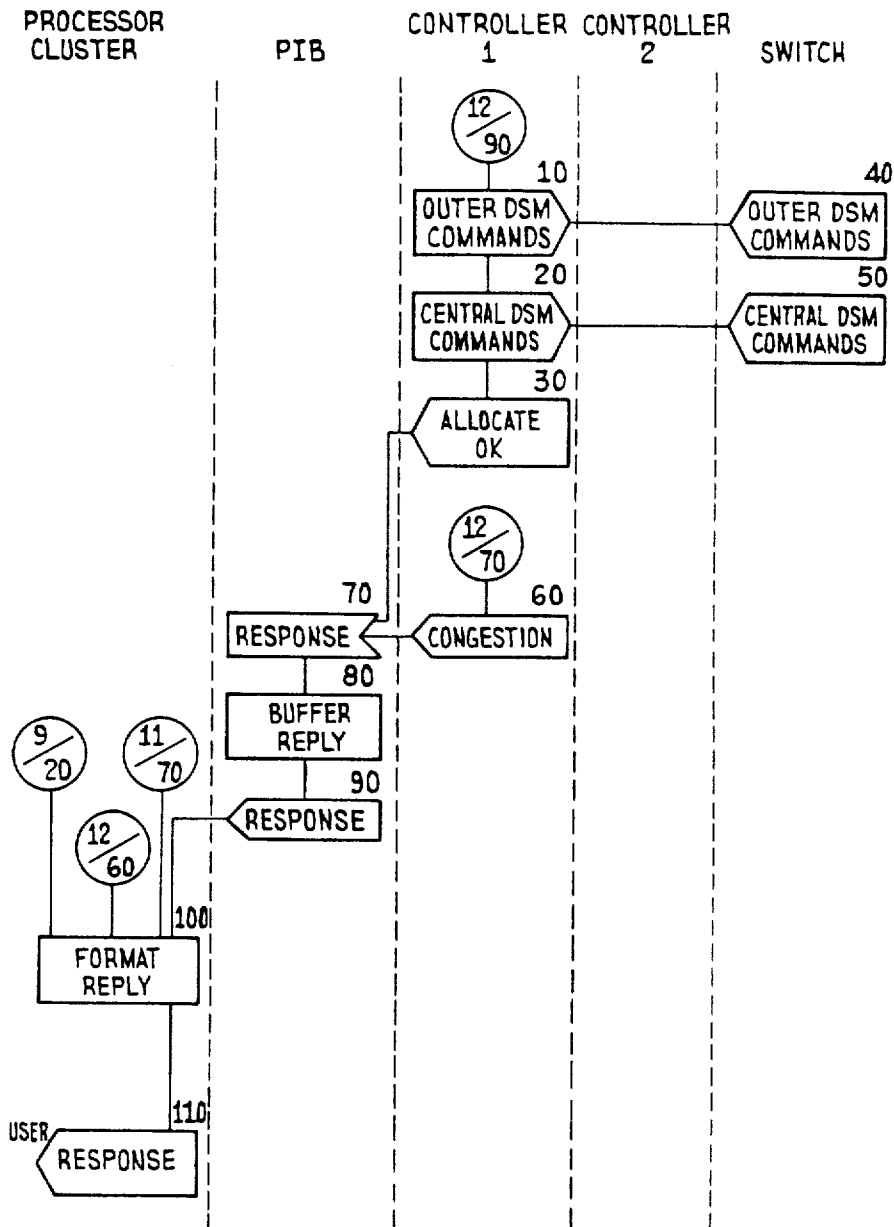 PROCESSOR CLUSTER
PIB
CONTROLLER 1
CONTROLLER 2
SWITCH
12/90
10
OUTER DSM
COMMANDS
40
OUTER DSM
COMMANDS
20
CENTRAL DSM
COMMANDS
50
CENTRAL DSM
COMMANDS
30
ALLOCATE
OK
12/70
70
RESPONSE
60
CONGESTION
80
BUFFER
REPLY
9/20
11/70
90
RESPONSE
12/60
100
FORMAT
REPLY
110
USER
RESPONSE